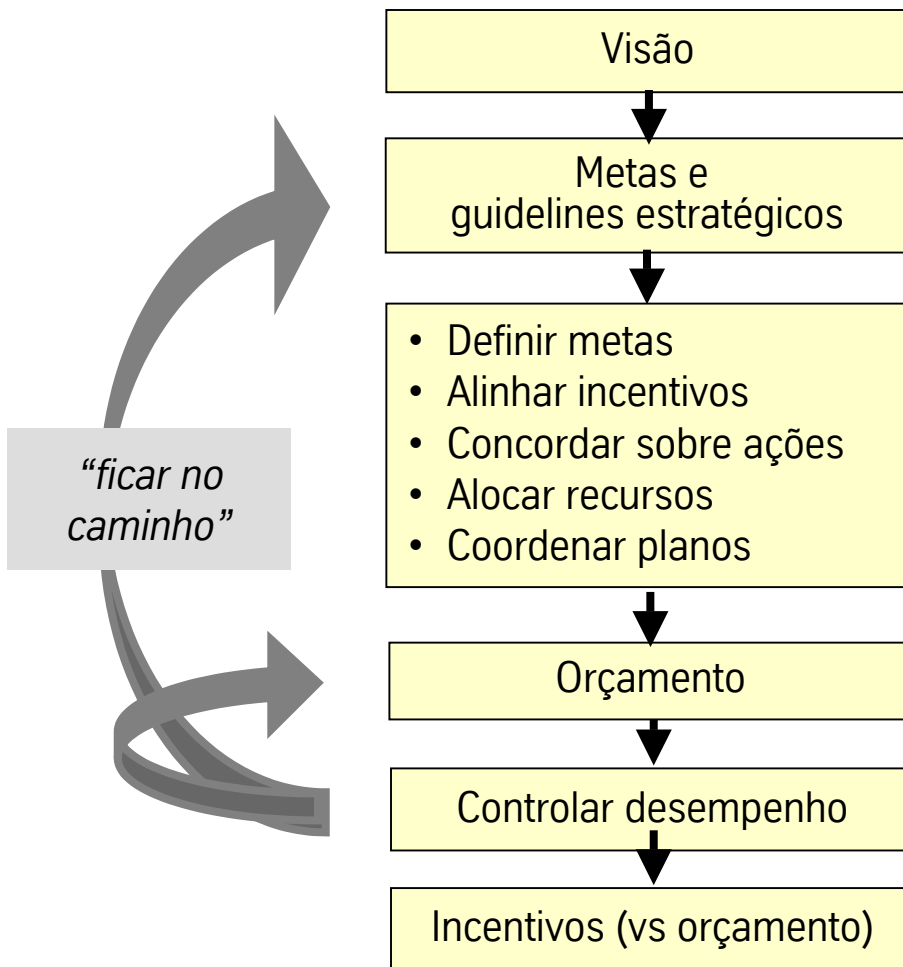 Visão
Metas e
guidelines estratégicos
• Definir metas
• Alinhar incentivos
• Concordar sobre ações
• Alocar recursos
• Coordenar planos
“ficar no
caminho”
Orçamento
Controlar desempenho
Incentivos (vs orçamento)